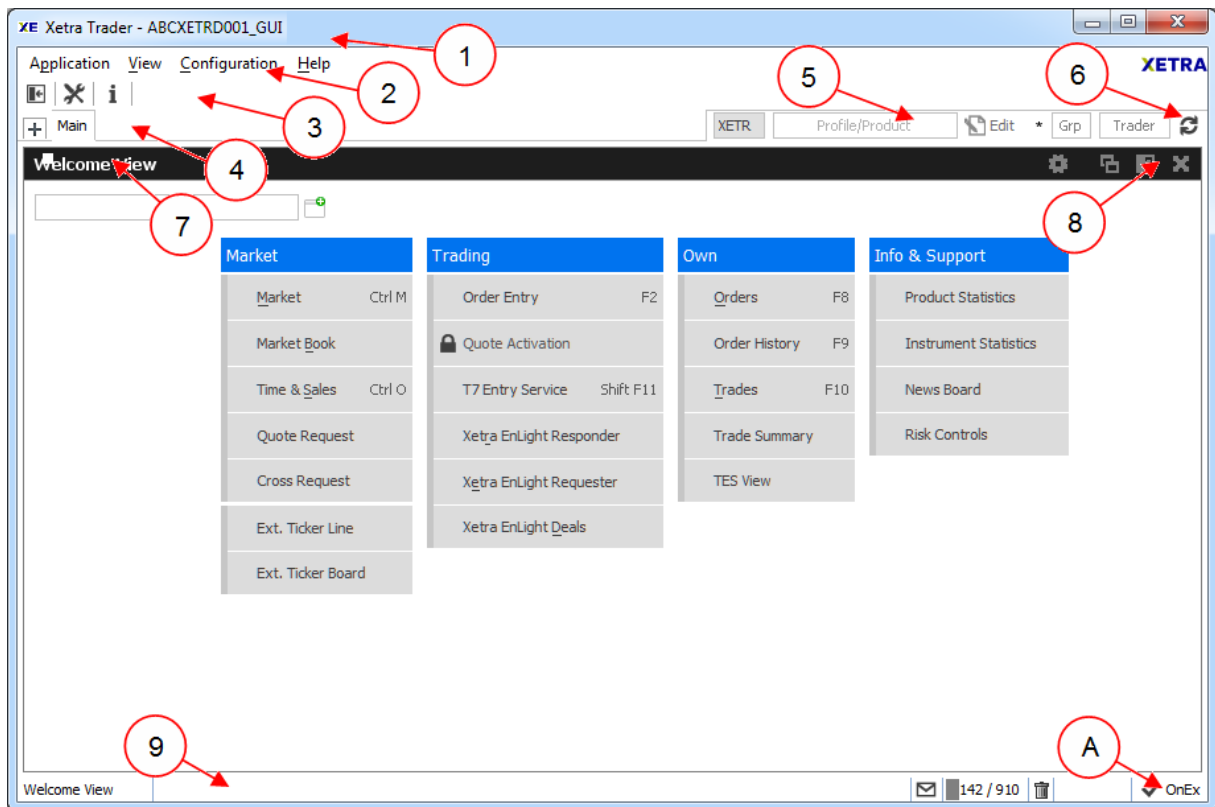 XE Xetra Trader - ABCXETRD001_GUI
1
Application View Configuration Help
XETRA
2
5
6
3
+ Main
XETR Profile/Product Edit * Grp Trader
4
Welcome View
7
8
Market
Market Ctrl M
Market Book
Time & Sales Ctrl O
Quote Request
Cross Request
Ext. Ticker Line
Ext. Ticker Board
Trading
Order Entry F2
Quote Activation
T7 Entry Service Shift F11
Xetra EnLight Responder
Xetra EnLight Requester
Xetra EnLight Deals
Own
Orders F8
Order History F9
Trades F10
Trade Summary
TES View
Info & Support
Product Statistics
Instrument Statistics
News Board
Risk Controls
9
A
Welcome View
142 / 910
OnEx